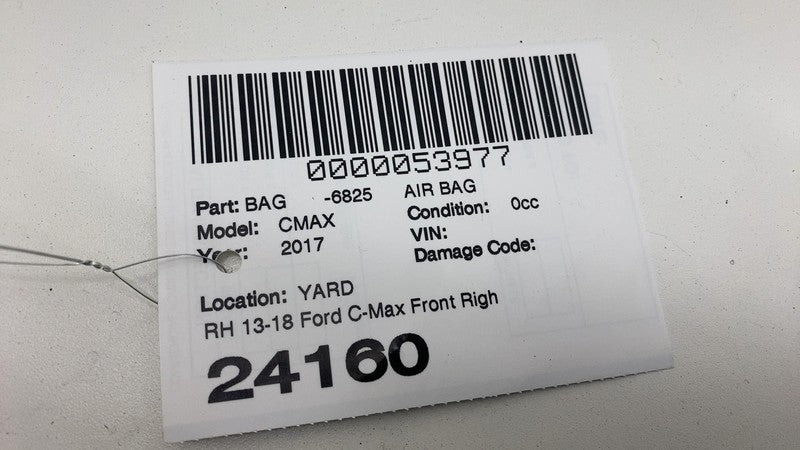 0000053977
Part: BAG -6825 AIR BAG
Model: CMAX Condition: 0cc
Year: 2017 VIN:
Damage Code:
Location: YARD
RH 13-18 Ford C-Max Front Righ
24160